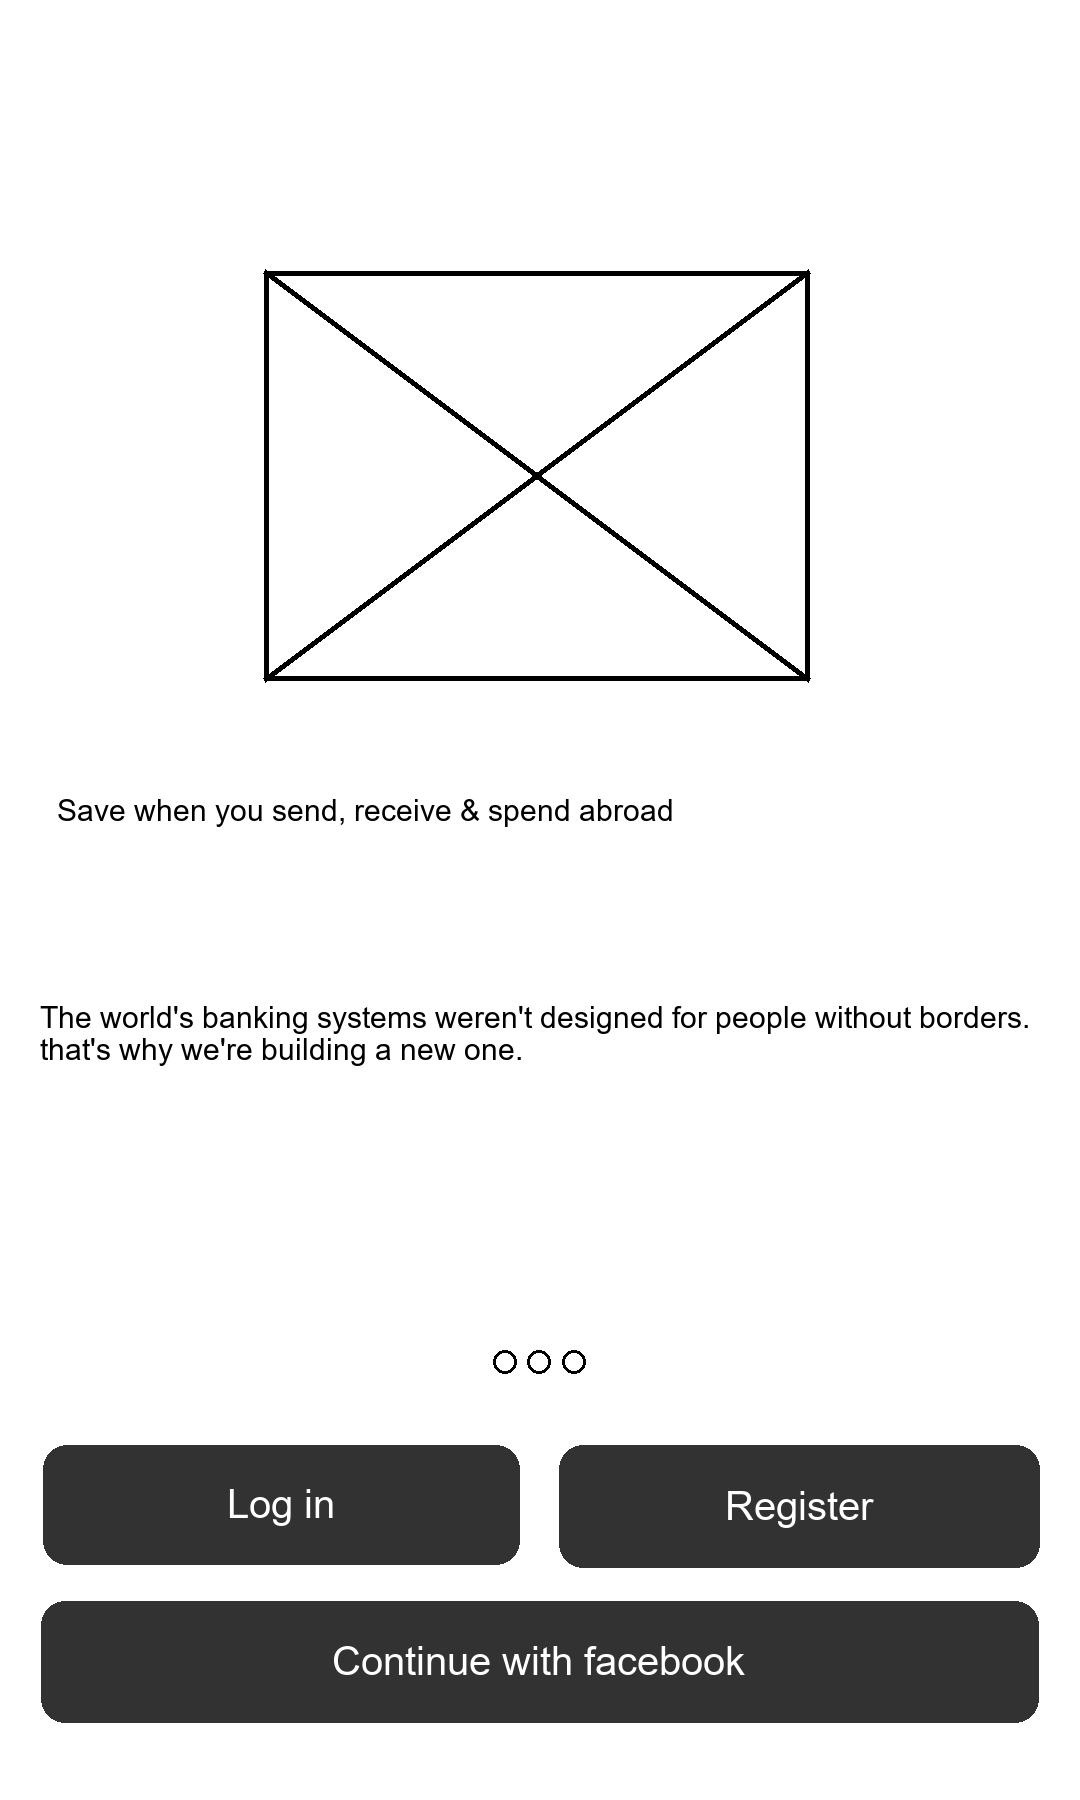 Save when you send, receive & spend abroad
The world's banking systems weren't designed for people without borders.
that's why we're building a new one.
Log in
Register
Continue with facebook